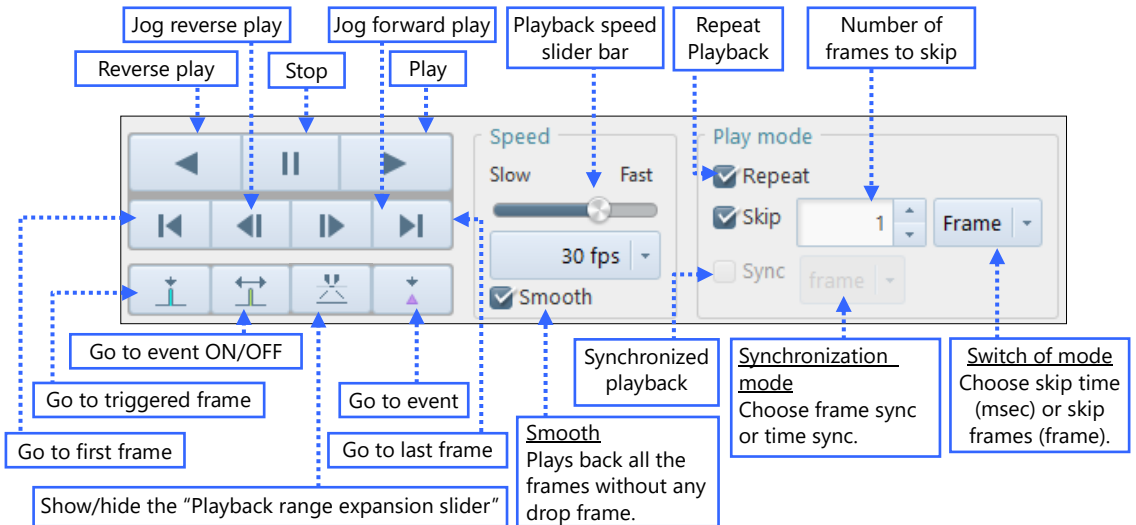 Jog reverse play
Jog forward play
Playback speed
slider bar
Repeat
Playback
Number of
frames to skip
Reverse play
Stop
Play
Speed
Slow
Fast
30 fps
Smooth
Play mode
Repeat
Skip
1
Frame
Sync
frame
Go to event ON/OFF
Go to triggered frame
Go to event
Go to first frame
Go to last frame
Show/hide the “Playback range expansion slider”
Smooth
Plays back all the
frames without any
drop frame.
Synchronized
playback
Synchronization
mode
Choose frame sync
or time sync.
Switch of mode
Choose skip time
(msec) or skip
frames (frame).